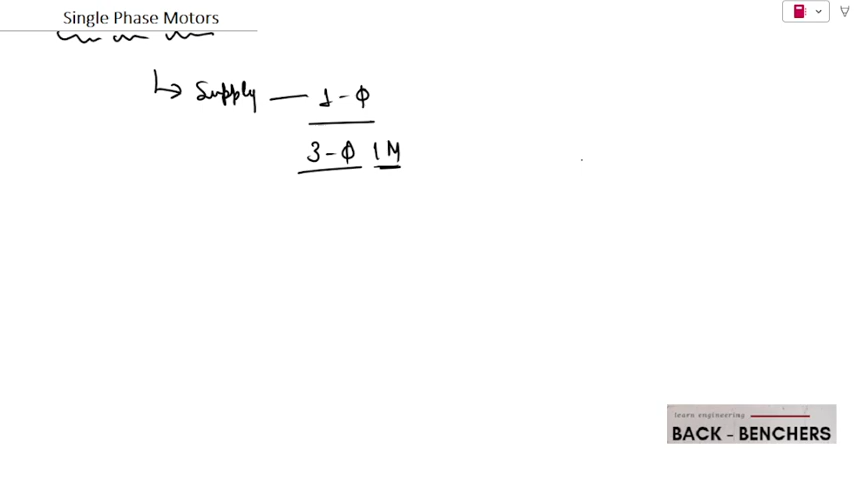 Single Phase Motors
↳ Supply — 1-Φ
3-Φ IM
learn engineering
BACK - BENCHERS